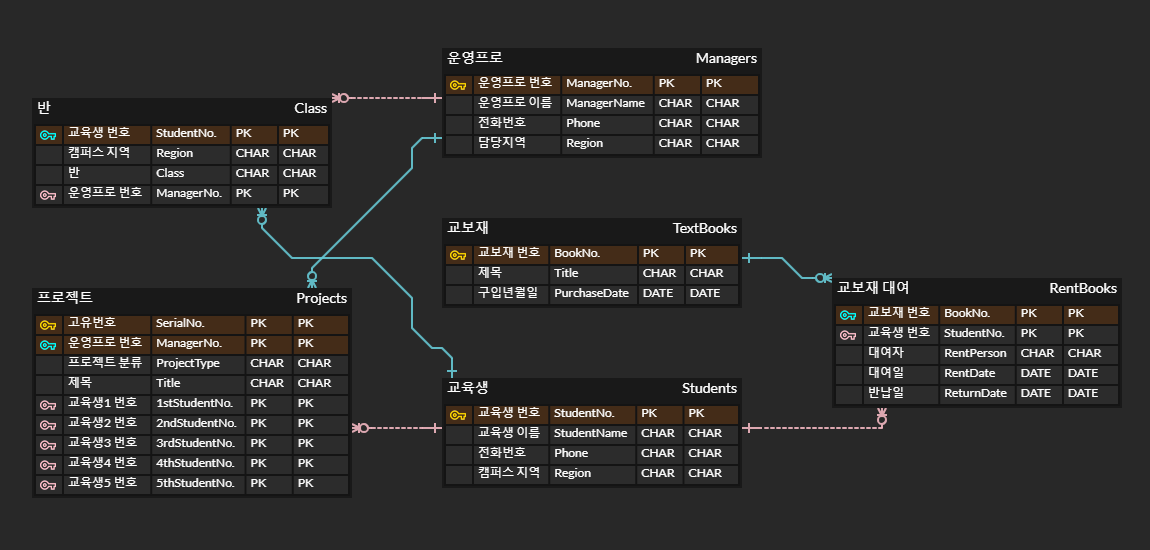 운영프로 Managers
운영프로 번호 ManagerNo. PK PK
운영프로 이름 ManagerName CHAR CHAR
전화번호 Phone CHAR CHAR
담당지역 Region CHAR CHAR
반 Class
교육생 번호 StudentNo. PK PK
캠퍼스 지역 Region CHAR CHAR
반 Class CHAR CHAR
운영프로 번호 ManagerNo. PK PK
교보재 TextBooks
교보재 번호 BookNo. PK PK
제목 Title CHAR CHAR
구입년월일 PurchaseDate DATE DATE
교보재 대여 RentBooks
교보재 번호 BookNo. PK PK
교육생 번호 StudentNo. PK PK
대여자 RentPerson CHAR CHAR
대여일 RentDate DATE DATE
반납일 ReturnDate DATE DATE
프로젝트 Projects
고유번호 SerialNo. PK PK
운영프로 번호 ManagerNo. PK PK
프로젝트 분류 ProjectType CHAR CHAR
제목 Title CHAR CHAR
교육생1 번호 1stStudentNo. PK PK
교육생2 번호 2ndStudentNo. PK PK
교육생3 번호 3rdStudentNo. PK PK
교육생4 번호 4thStudentNo. PK PK
교육생5 번호 5thStudentNo. PK PK
교육생 Students
교육생 번호 StudentNo. PK PK
교육생 이름 StudentName CHAR CHAR
전화번호 Phone CHAR CHAR
캠퍼스 지역 Region CHAR CHAR